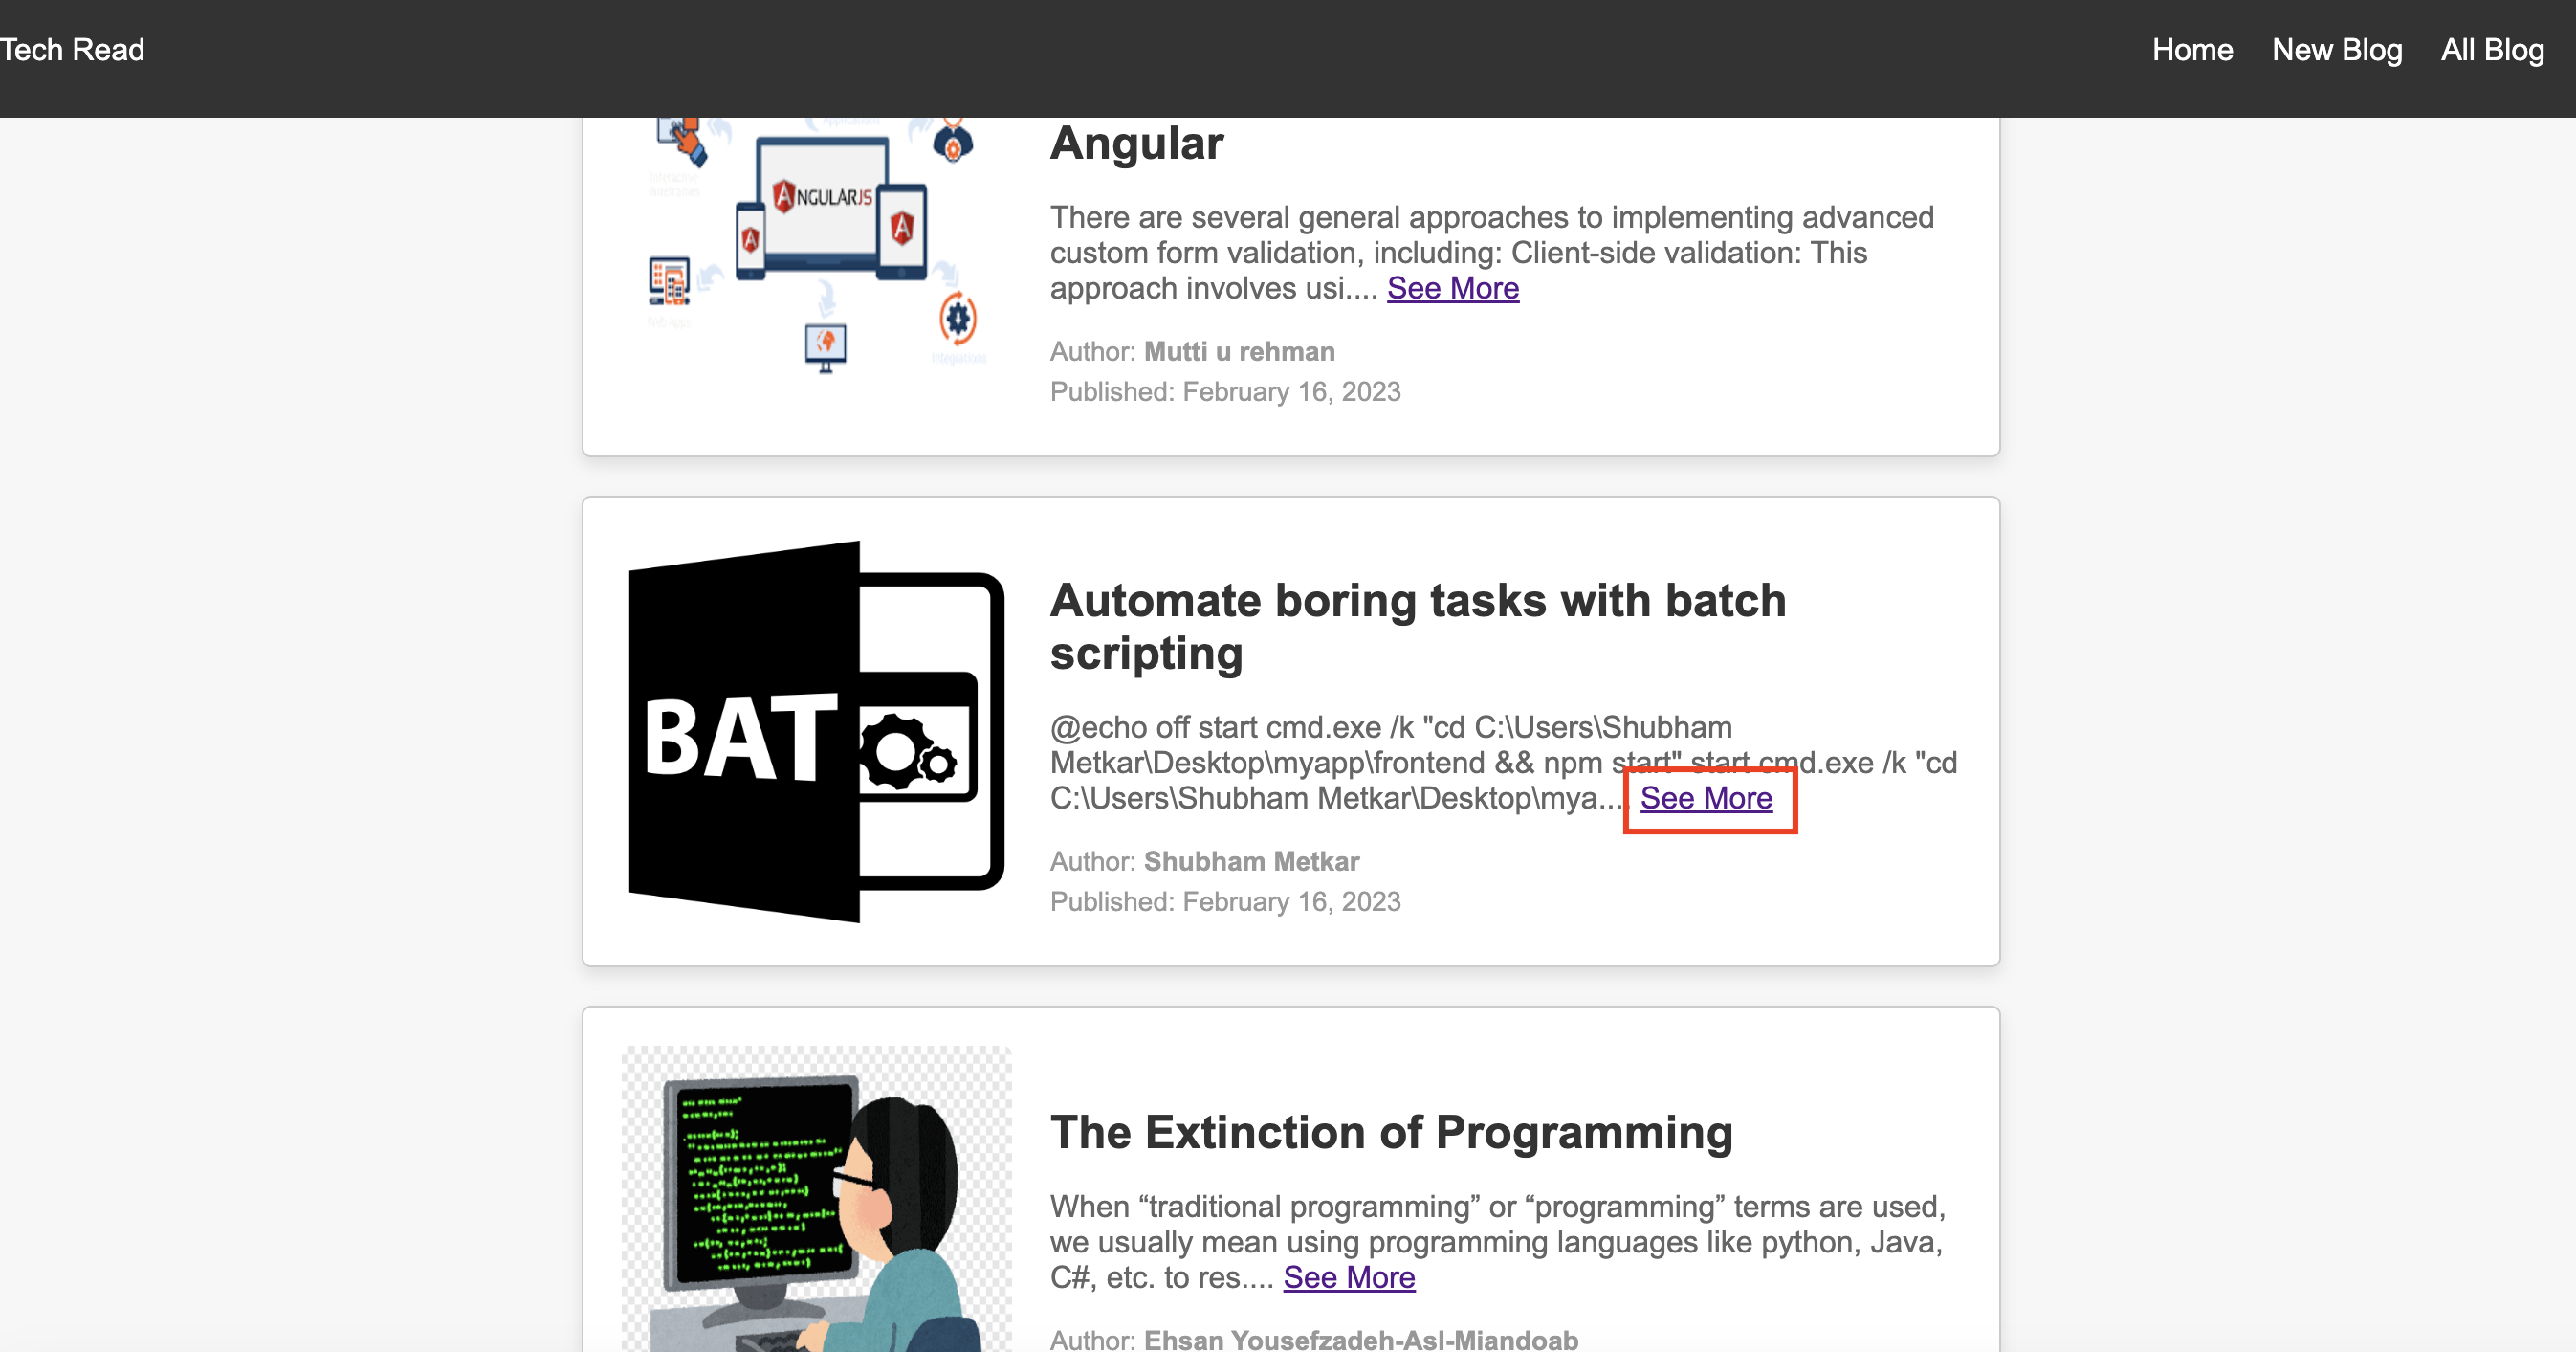 Tech Read
Home
New Blog
All Blog
Angular
There are several general approaches to implementing advanced
custom form validation, including: Client-side validation: This
approach involves usi.... See More
Author: Mutti u rehman
Published: February 16, 2023
ANGULARJS
Web Apps
Integrations
Automate boring tasks with batch
scripting
@echo off start cmd.exe /k "cd C:\Users\Shubham
Metkar\Desktop\myapp\frontend && npm start" start cmd.exe /k "cd
C:\Users\Shubham Metkar\Desktop\mya.... See More
Author: Shubham Metkar
Published: February 16, 2023
BAT
The Extinction of Programming
When “traditional programming” or “programming” terms are used,
we usually mean using programming languages like python, Java,
C#, etc. to res.... See More
Author: Ehsan Yousefzadeh-Asl-Miandoab